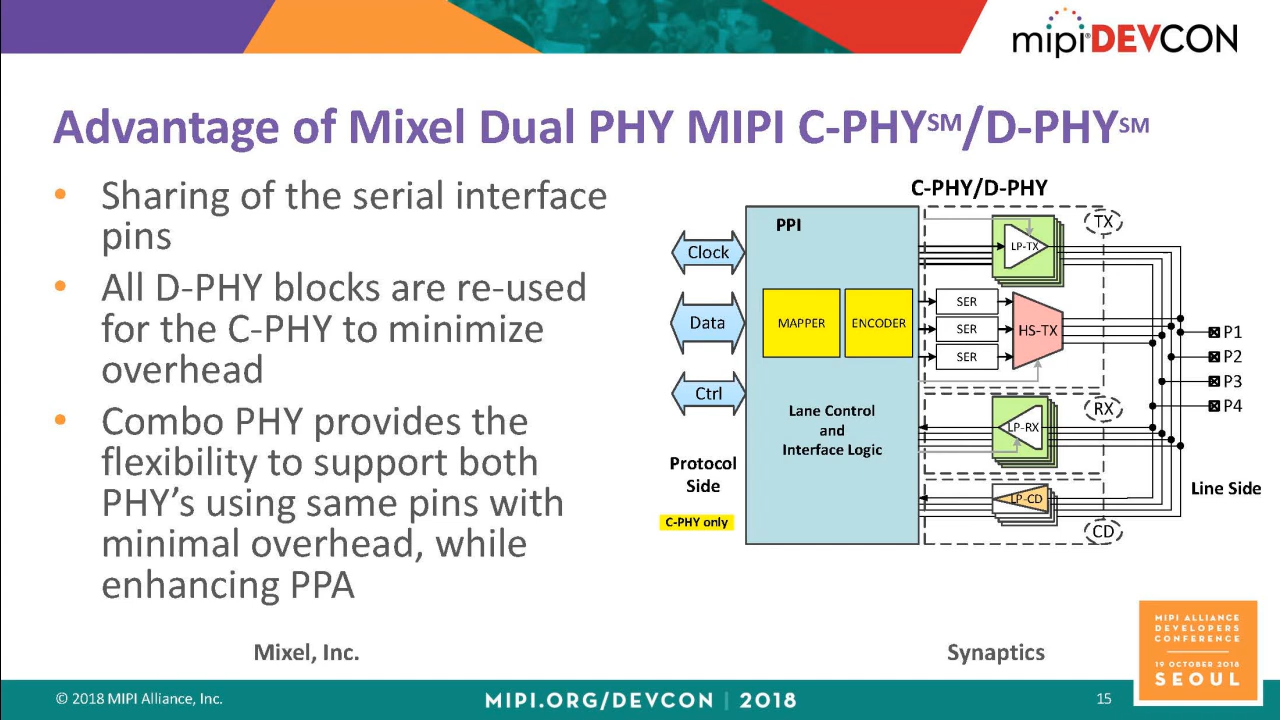 mipi DEVCON
Advantage of Mixel Dual PHY MIPI C-PHY℠/D-PHY℠
• Sharing of the serial interface
pins
• All D-PHY blocks are re-used
for the C-PHY to minimize
overhead
• Combo PHY provides the
flexibility to support both
PHY’s using same pins with
minimal overhead, while
enhancing PPA
C-PHY/D-PHY
PPI
TX
LP-TX
Clock
SER
Data
MAPPER
ENCODER
SER
HS-TX
SER
P1
P2
P3
P4
Ctrl
Lane Control
and
Interface Logic
RX
LP-RX
Protocol
Side
Line Side
LP-CD
C-PHY only
CD
Mixel, Inc.
Synaptics
MIPI ALLIANCE
DEVELOPERS
CONFERENCE
19 OCTOBER 2018
SEOUL
© 2018 MIPI Alliance, Inc.
MIPI.ORG/DEVCON | 2018
15